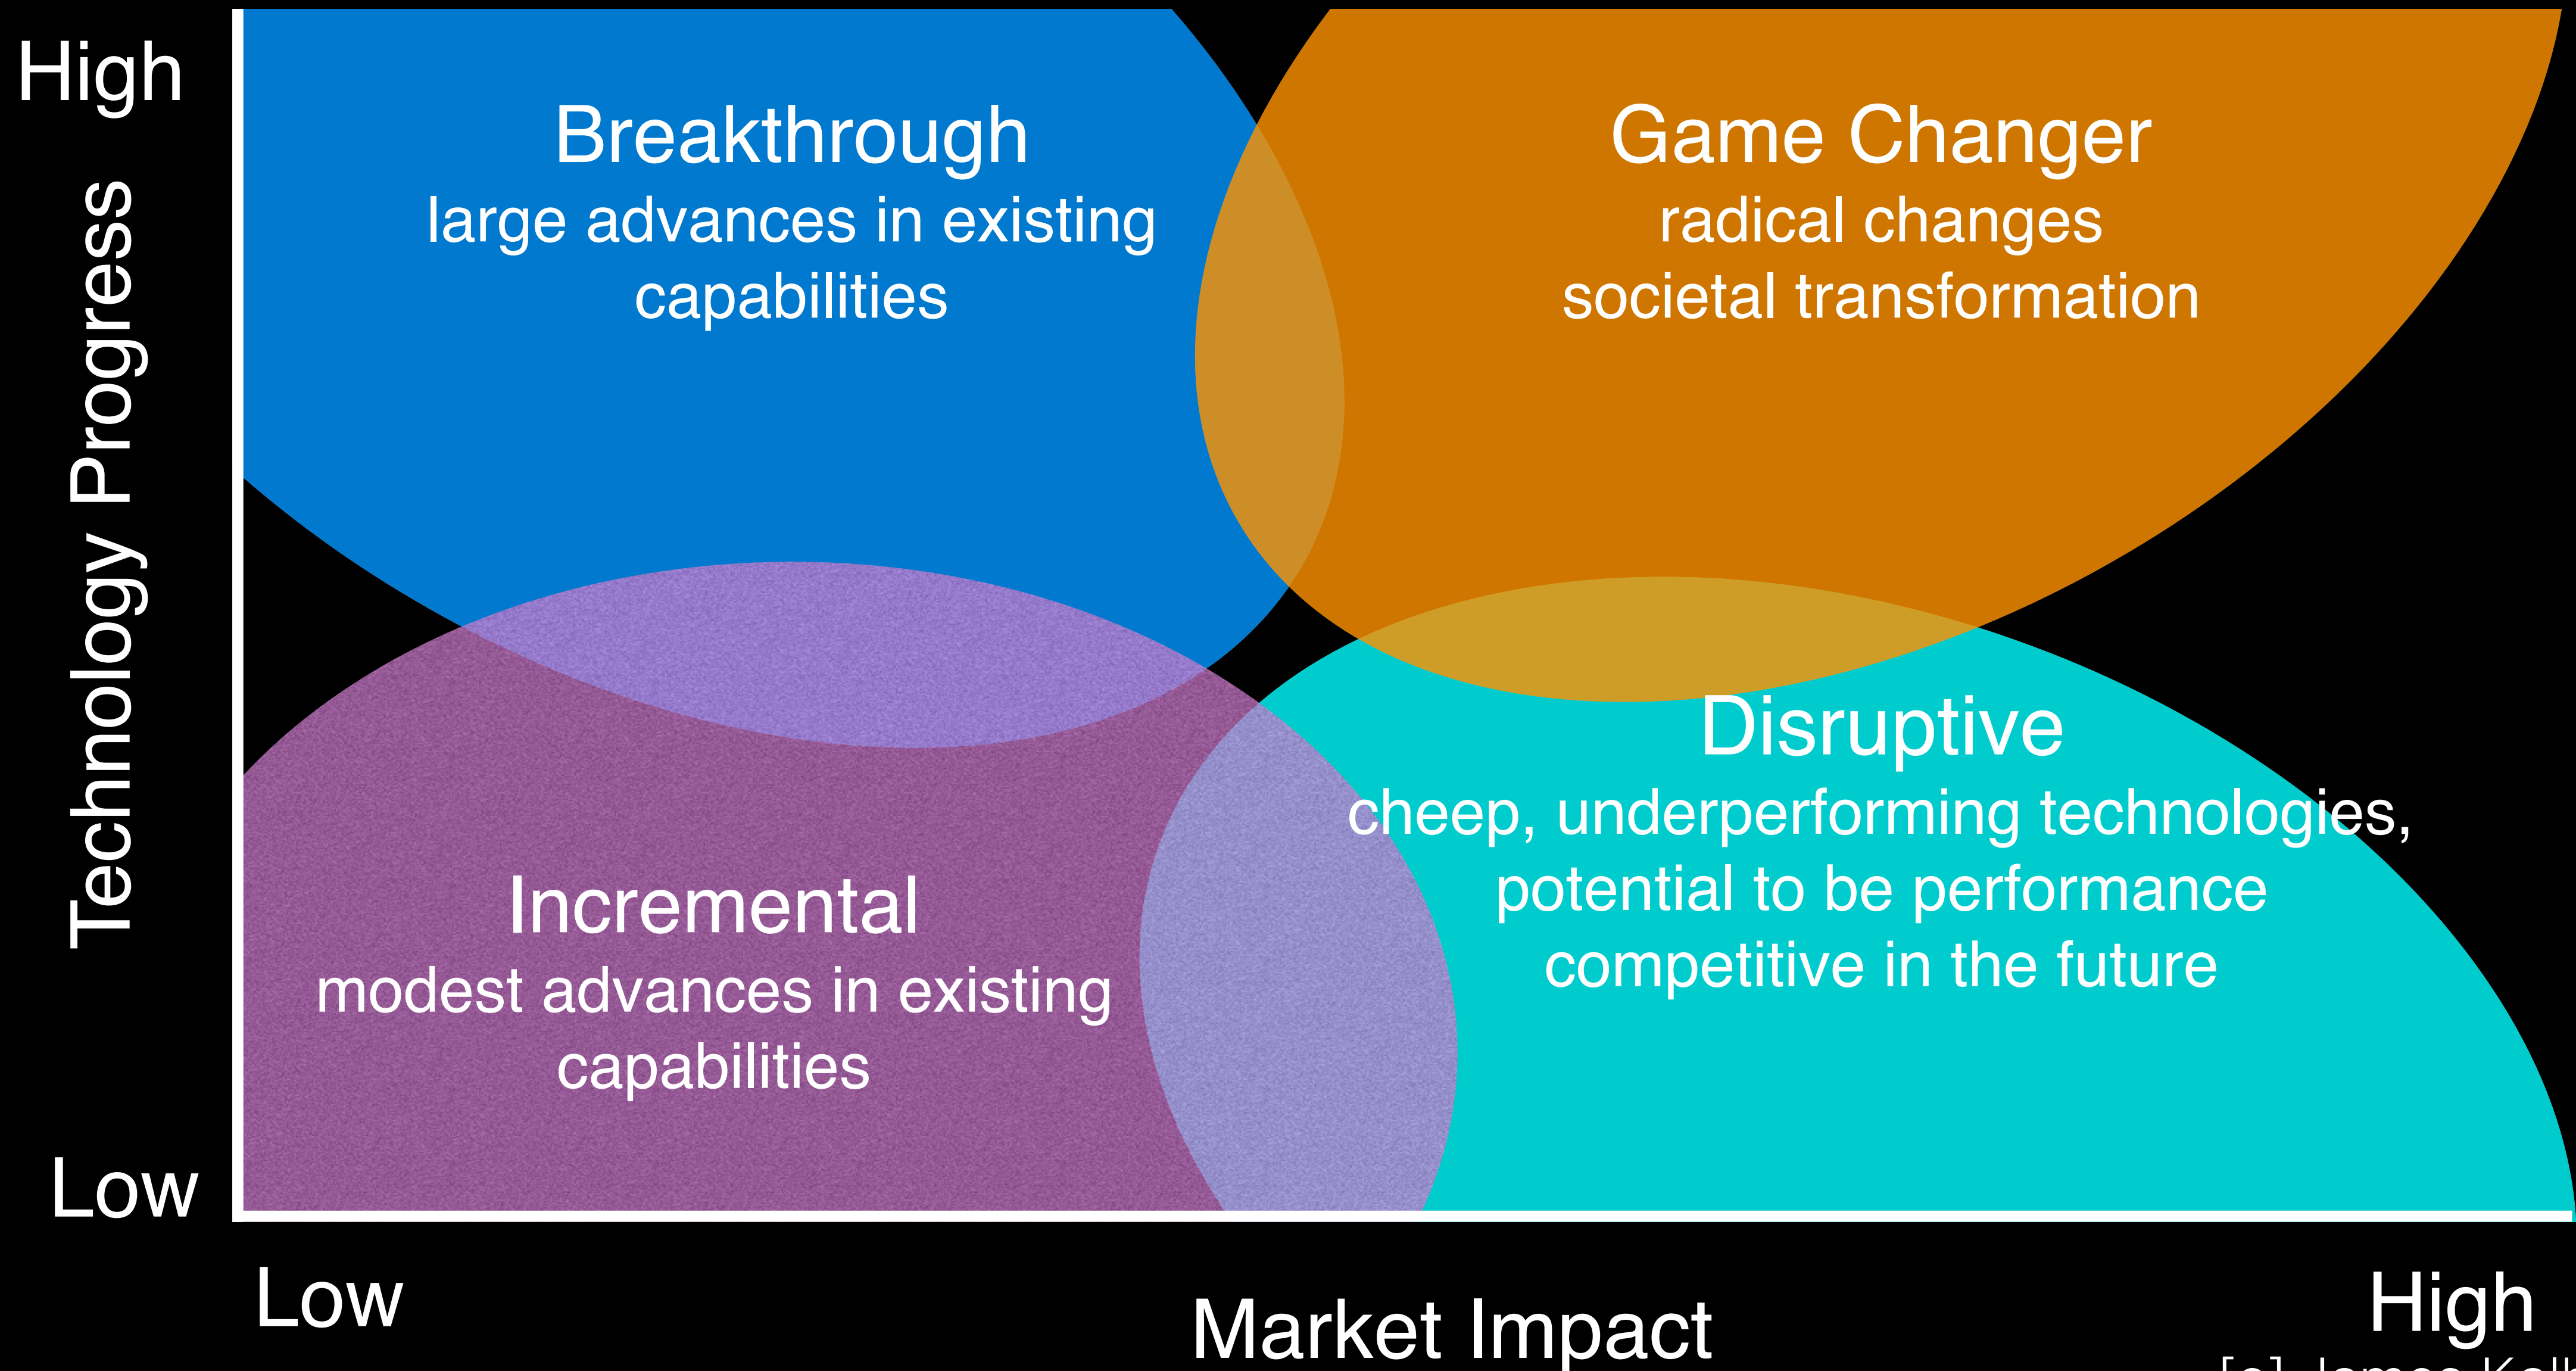 High
Technology Progress
Low
Breakthrough
large advances in existing
capabilities
Game Changer
radical changes
societal transformation
Incremental
modest advances in existing
capabilities
Disruptive
cheep, underperforming technologies,
potential to be performance
competitive in the future
Low
Market Impact
High